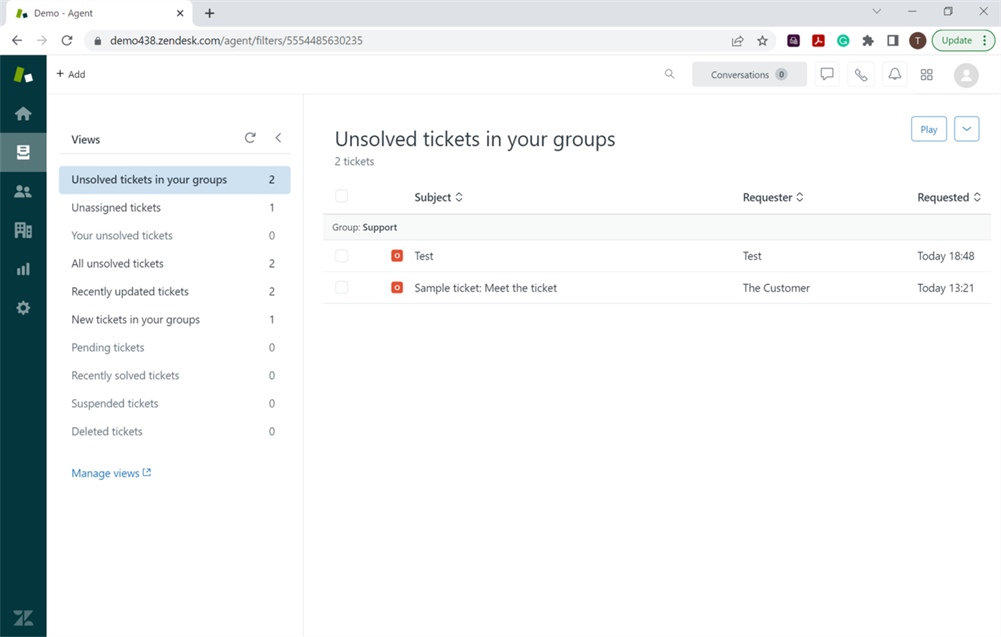 Demo - Agent
demo438.zendesk.com/agent/filters/5554485630235
T
Update
+ Add
Conversations 0
Views
Unsolved tickets in your groups 2
Unassigned tickets 1
Your unsolved tickets 0
All unsolved tickets 2
Recently updated tickets 2
New tickets in your groups 1
Pending tickets 0
Recently solved tickets 0
Suspended tickets 0
Deleted tickets 0
Manage views
Unsolved tickets in your groups
2 tickets
Play
Subject Requester Requested
Group: Support
O Test Test Today 18:48
O Sample ticket: Meet the ticket The Customer Today 13:21